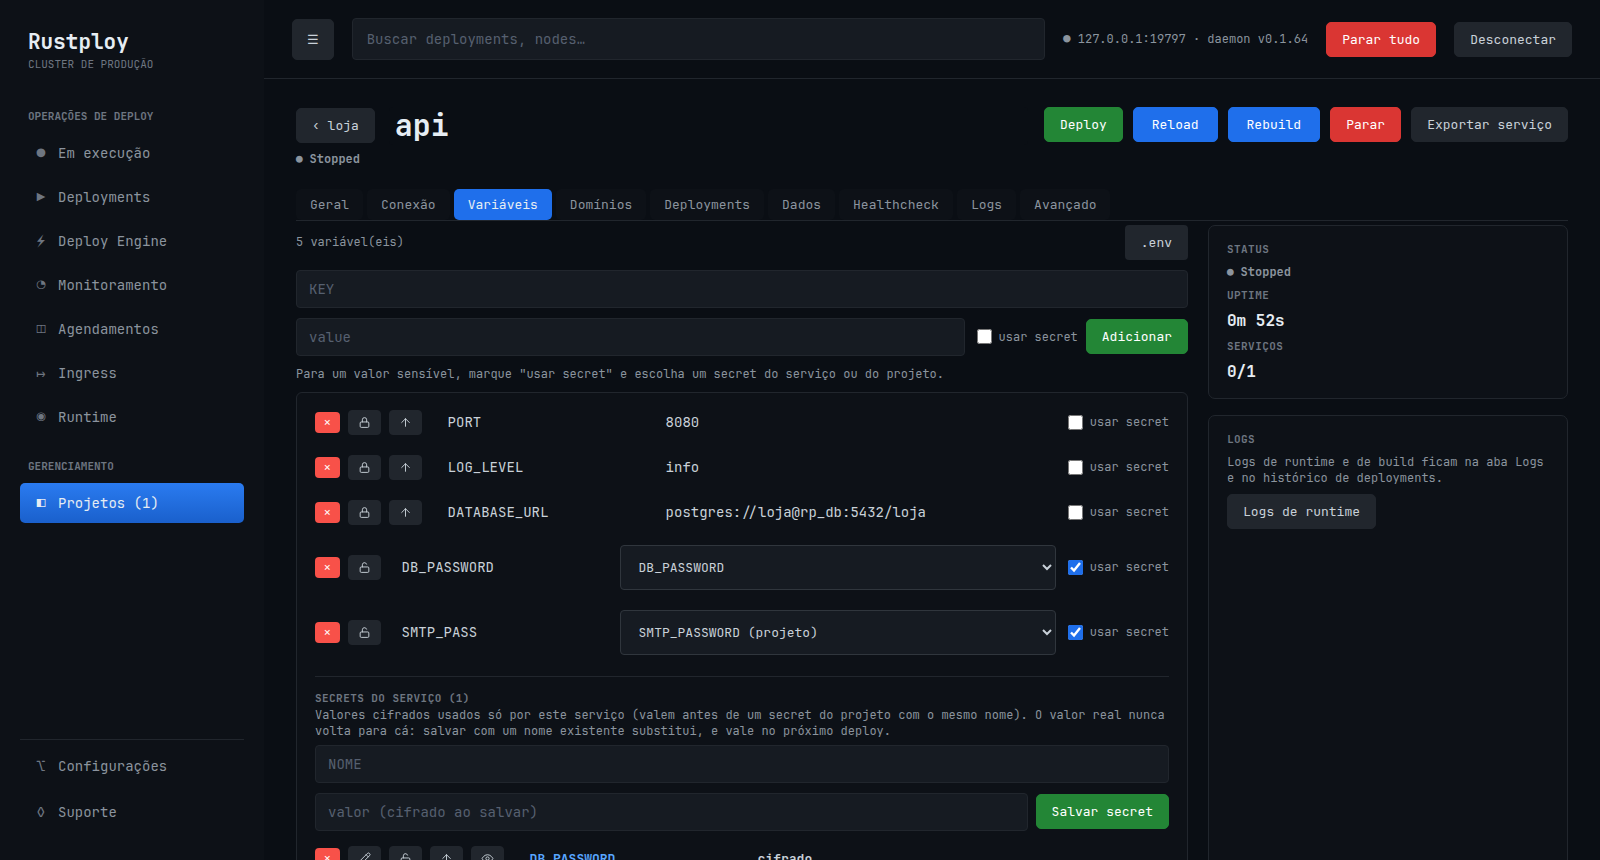 Rustploy
CLUSTER DE PRODUÇÃO
Buscar deployments, nodes…
127.0.0.1:19797 · daemon v0.1.64
Parar tudo
Desconectar
OPERAÇÕES DE DEPLOY
Em execução
Deployments
Deploy Engine
Monitoramento
Agendamentos
Ingress
Runtime
GERENCIAMENTO
Projetos (1)
Configurações
Suporte
‹ loja
api
Deploy
Reload
Rebuild
Parar
Exportar serviço
● Stopped
Geral
Conexão
Variáveis
Domínios
Deployments
Dados
Healthcheck
Logs
Avançado
5 variável(eis)
.env
KEY
value
usar secret
Adicionar
Para um valor sensível, marque "usar secret" e escolha um secret do serviço ou do projeto.
PORT 8080 usar secret
LOG_LEVEL info usar secret
DATABASE_URL postgres://loja@rp_db:5432/loja usar secret
DB_PASSWORD DB_PASSWORD usar secret
SMTP_PASS SMTP_PASSWORD (projeto) usar secret
SECRETS DO SERVIÇO (1)
Valores cifrados usados só por este serviço (valem antes de um secret do projeto com o mesmo nome). O valor real nunca
volta para cá: salvar com um nome existente substitui, e vale no próximo deploy.
NOME
valor (cifrado ao salvar)
Salvar secret
DB_PASSWORD cifrado
STATUS
● Stopped
UPTIME
0m 52s
SERVIÇOS
0/1
LOGS
Logs de runtime e de build ficam na aba Logs
e no histórico de deployments.
Logs de runtime